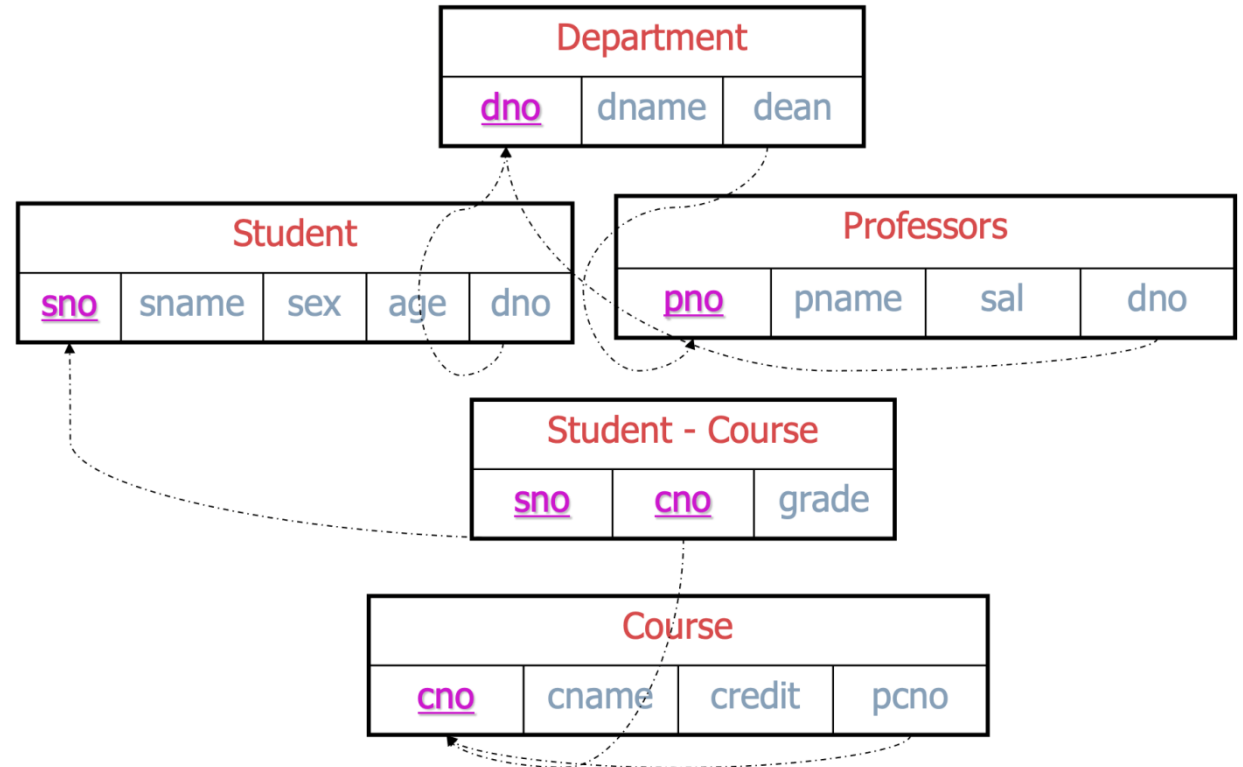 Department
dno dname dean
Student
sno sname sex age dno
Professors
pno pname sal dno
Student - Course
sno cno grade
Course
cno cname credit pcno